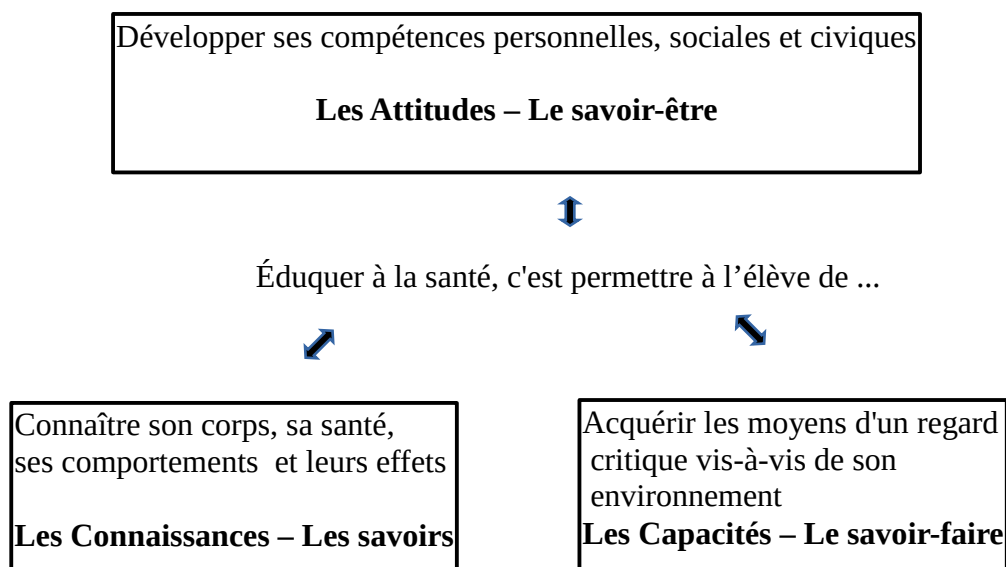 Développer ses compétences personnelles, sociales et civiques
Les Attitudes – Le savoir-être
Éduquer à la santé, c'est permettre à l’élève de ...
Connaître son corps, sa santé,
ses comportements et leurs effets
Les Connaissances – Les savoirs
Acquérir les moyens d'un regard
critique vis-à-vis de son
environnement
Les Capacités – Le savoir-faire